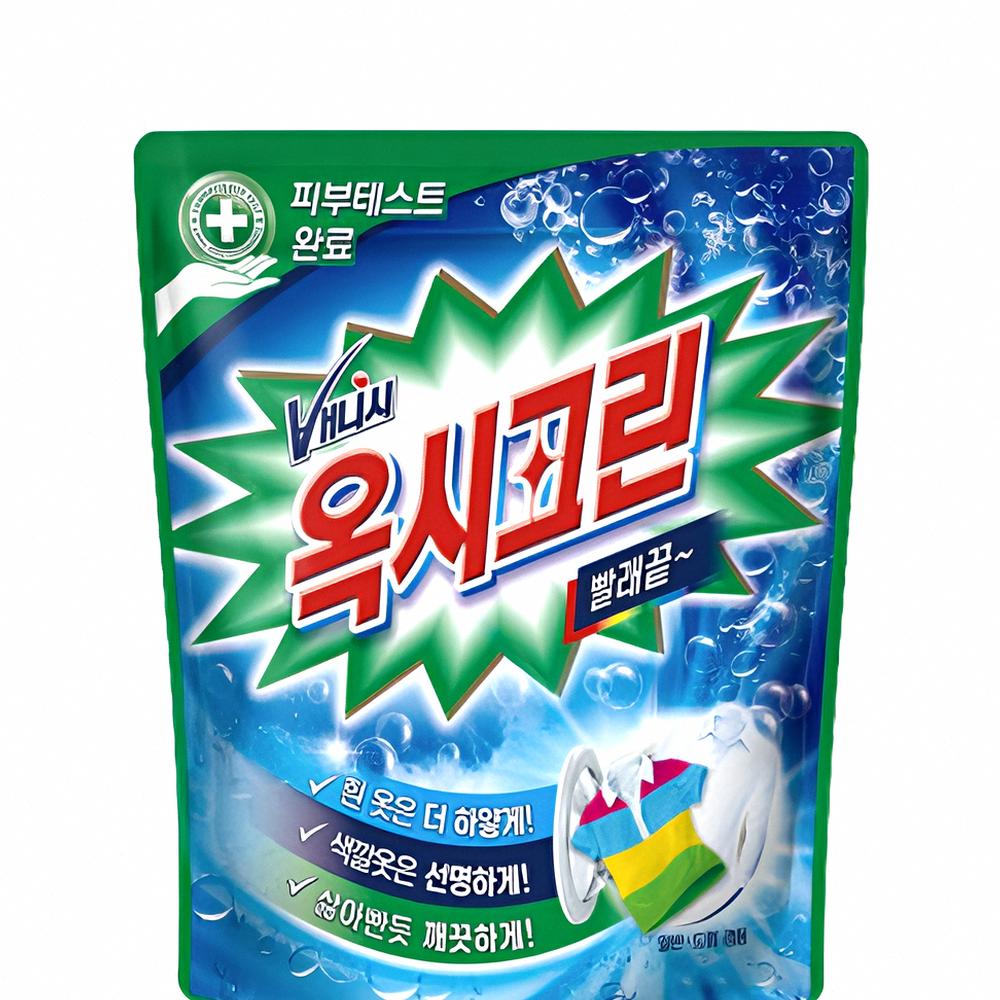 피부테스트
완료
배니시
옥시크린
빨래끝~
흰 옷은 더 하얗게!
색깔옷은 선명하게!
삶아빤듯 깨끗하게!